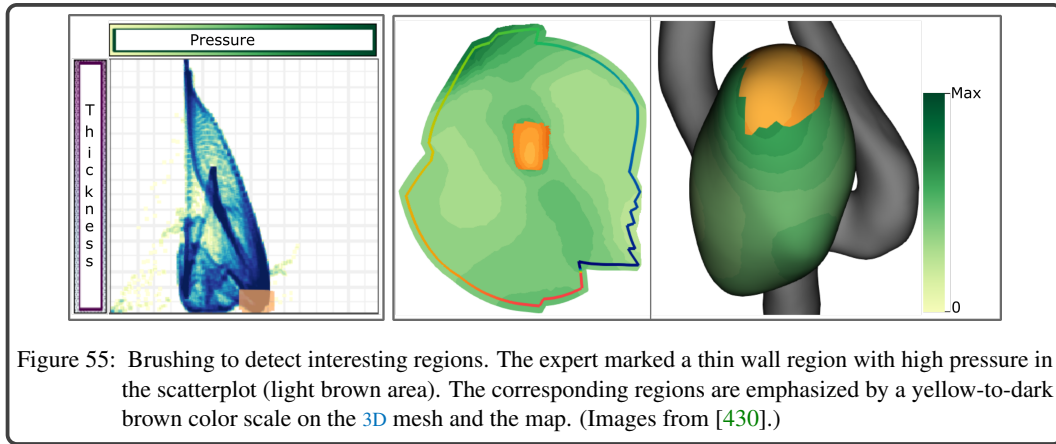 Pressure
Thickness
Max
0
Figure 55: Brushing to detect interesting regions. The expert marked a thin wall region with high pressure in
the scatterplot (light brown area). The corresponding regions are emphasized by a yellow-to-dark
brown color scale on the 3D mesh and the map. (Images from [430].)